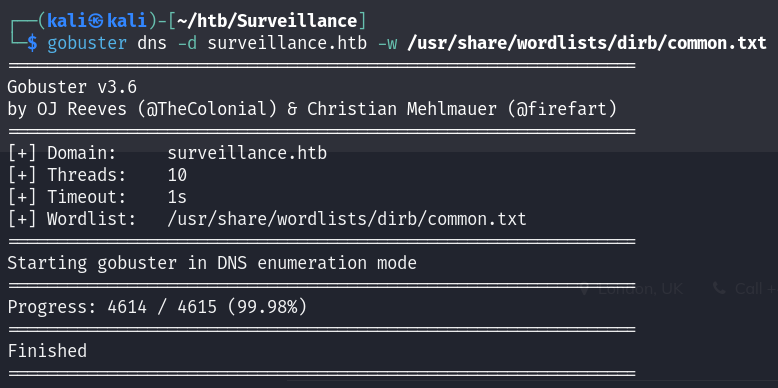 ┌──(kali㉿kali)-[~/htb/Surveillance]
└─$ gobuster dns -d surveillance.htb -w /usr/share/wordlists/dirb/common.txt
===============================================================
Gobuster v3.6
by OJ Reeves (@TheColonial) & Christian Mehlmauer (@firefart)
===============================================================
[+] Domain:     surveillance.htb
[+] Threads:    10
[+] Timeout:    1s
[+] Wordlist:   /usr/share/wordlists/dirb/common.txt
===============================================================
Starting gobuster in DNS enumeration mode
===============================================================
London, UK Call +
Progress: 4614 / 4615 (99.98%)
===============================================================
Finished
===============================================================